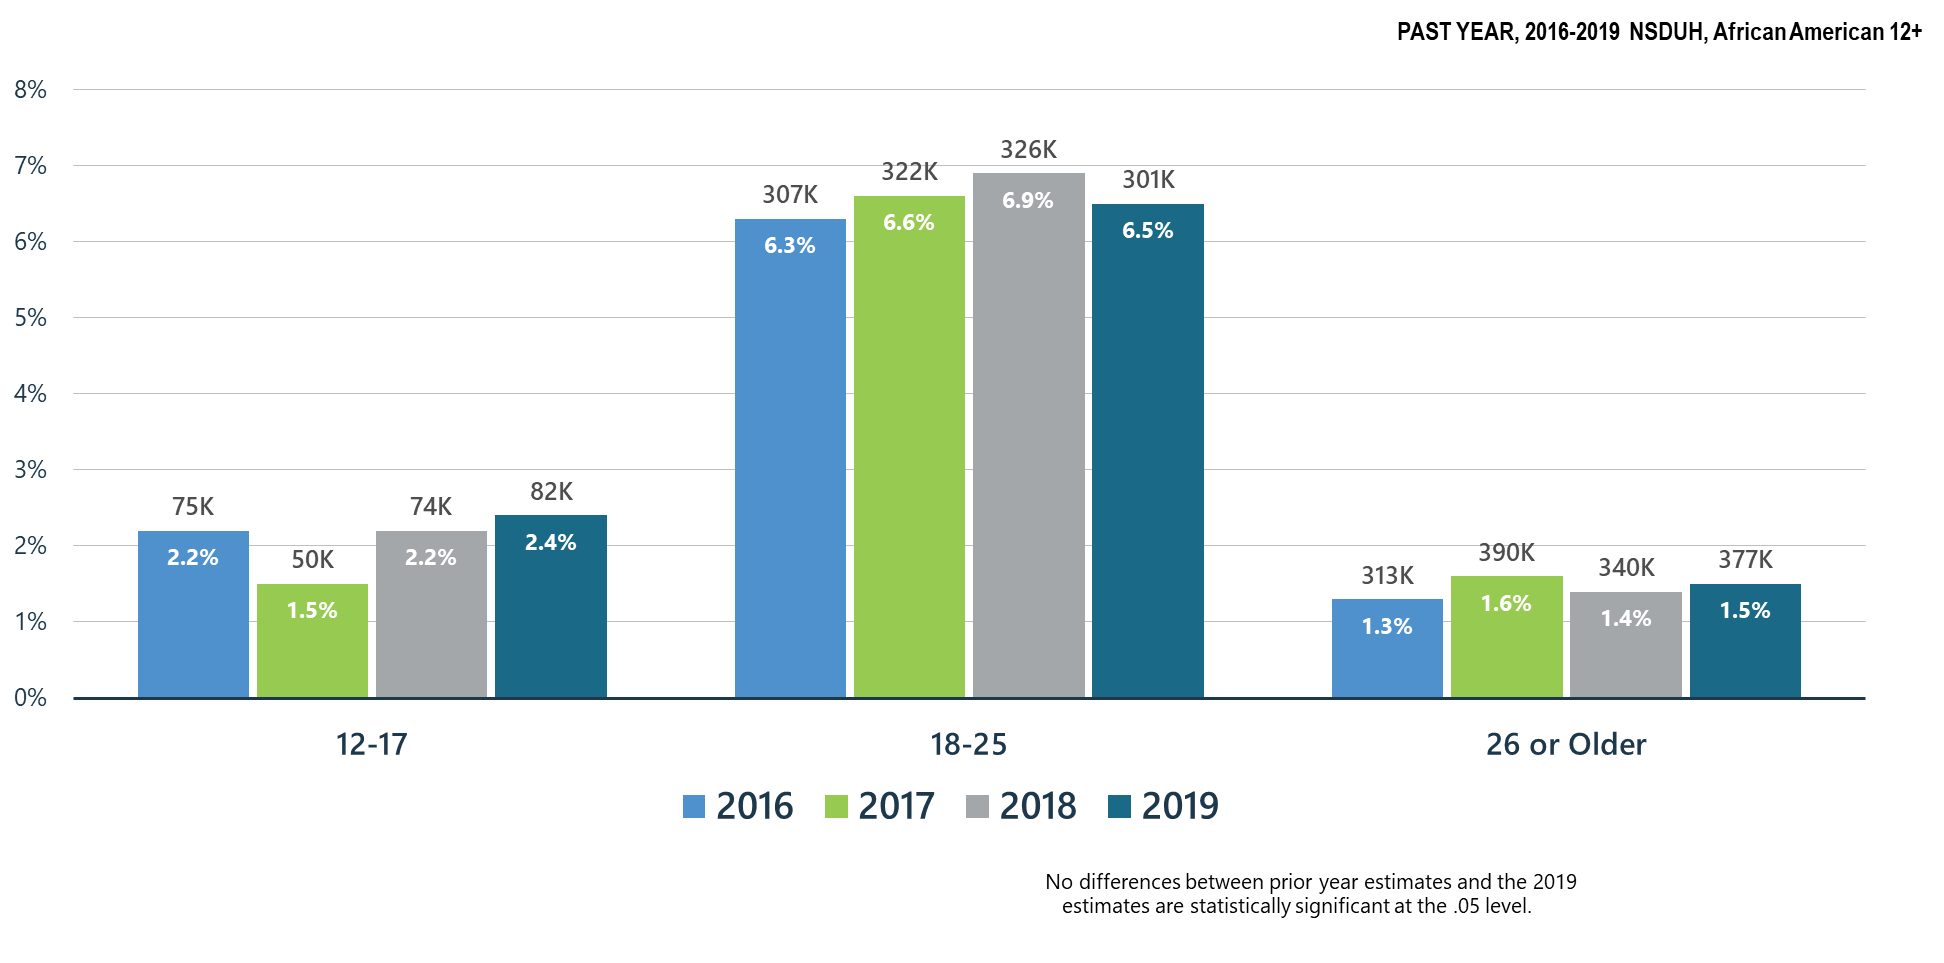 PAST YEAR, 2016-2019 NSDUH, African American 12+
8%
7%
6%
5%
4%
3%
2%
1%
0%
75K
2.2%
50K
1.5%
74K
2.2%
82K
2.4%
307K
6.3%
322K
6.6%
326K
6.9%
301K
6.5%
313K
1.3%
390K
1.6%
340K
1.4%
377K
1.5%
12-17
18-25
26 or Older
2016 2017 2018 2019
No differences between prior year estimates and the 2019
estimates are statistically significant at the .05 level.